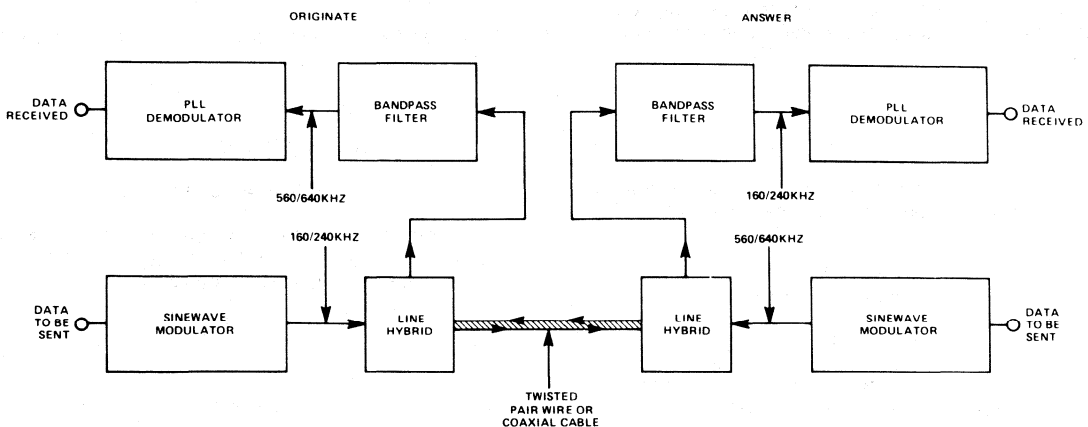 ORIGINATE
ANSWER
DATA
RECEIVED
PLL
DEMODULATOR
BANDPASS
FILTER
BANDPASS
FILTER
PLL
DEMODULATOR
DATA
RECEIVED
560/640KHZ
160/240KHZ
160/240KHZ
560/640KHZ
DATA
TO BE
SENT
SINEWAVE
MODULATOR
LINE
HYBRID
LINE
HYBRID
SINEWAVE
MODULATOR
DATA
TO BE
SENT
TWISTED
PAIR WIRE OR
COAXIAL CABLE